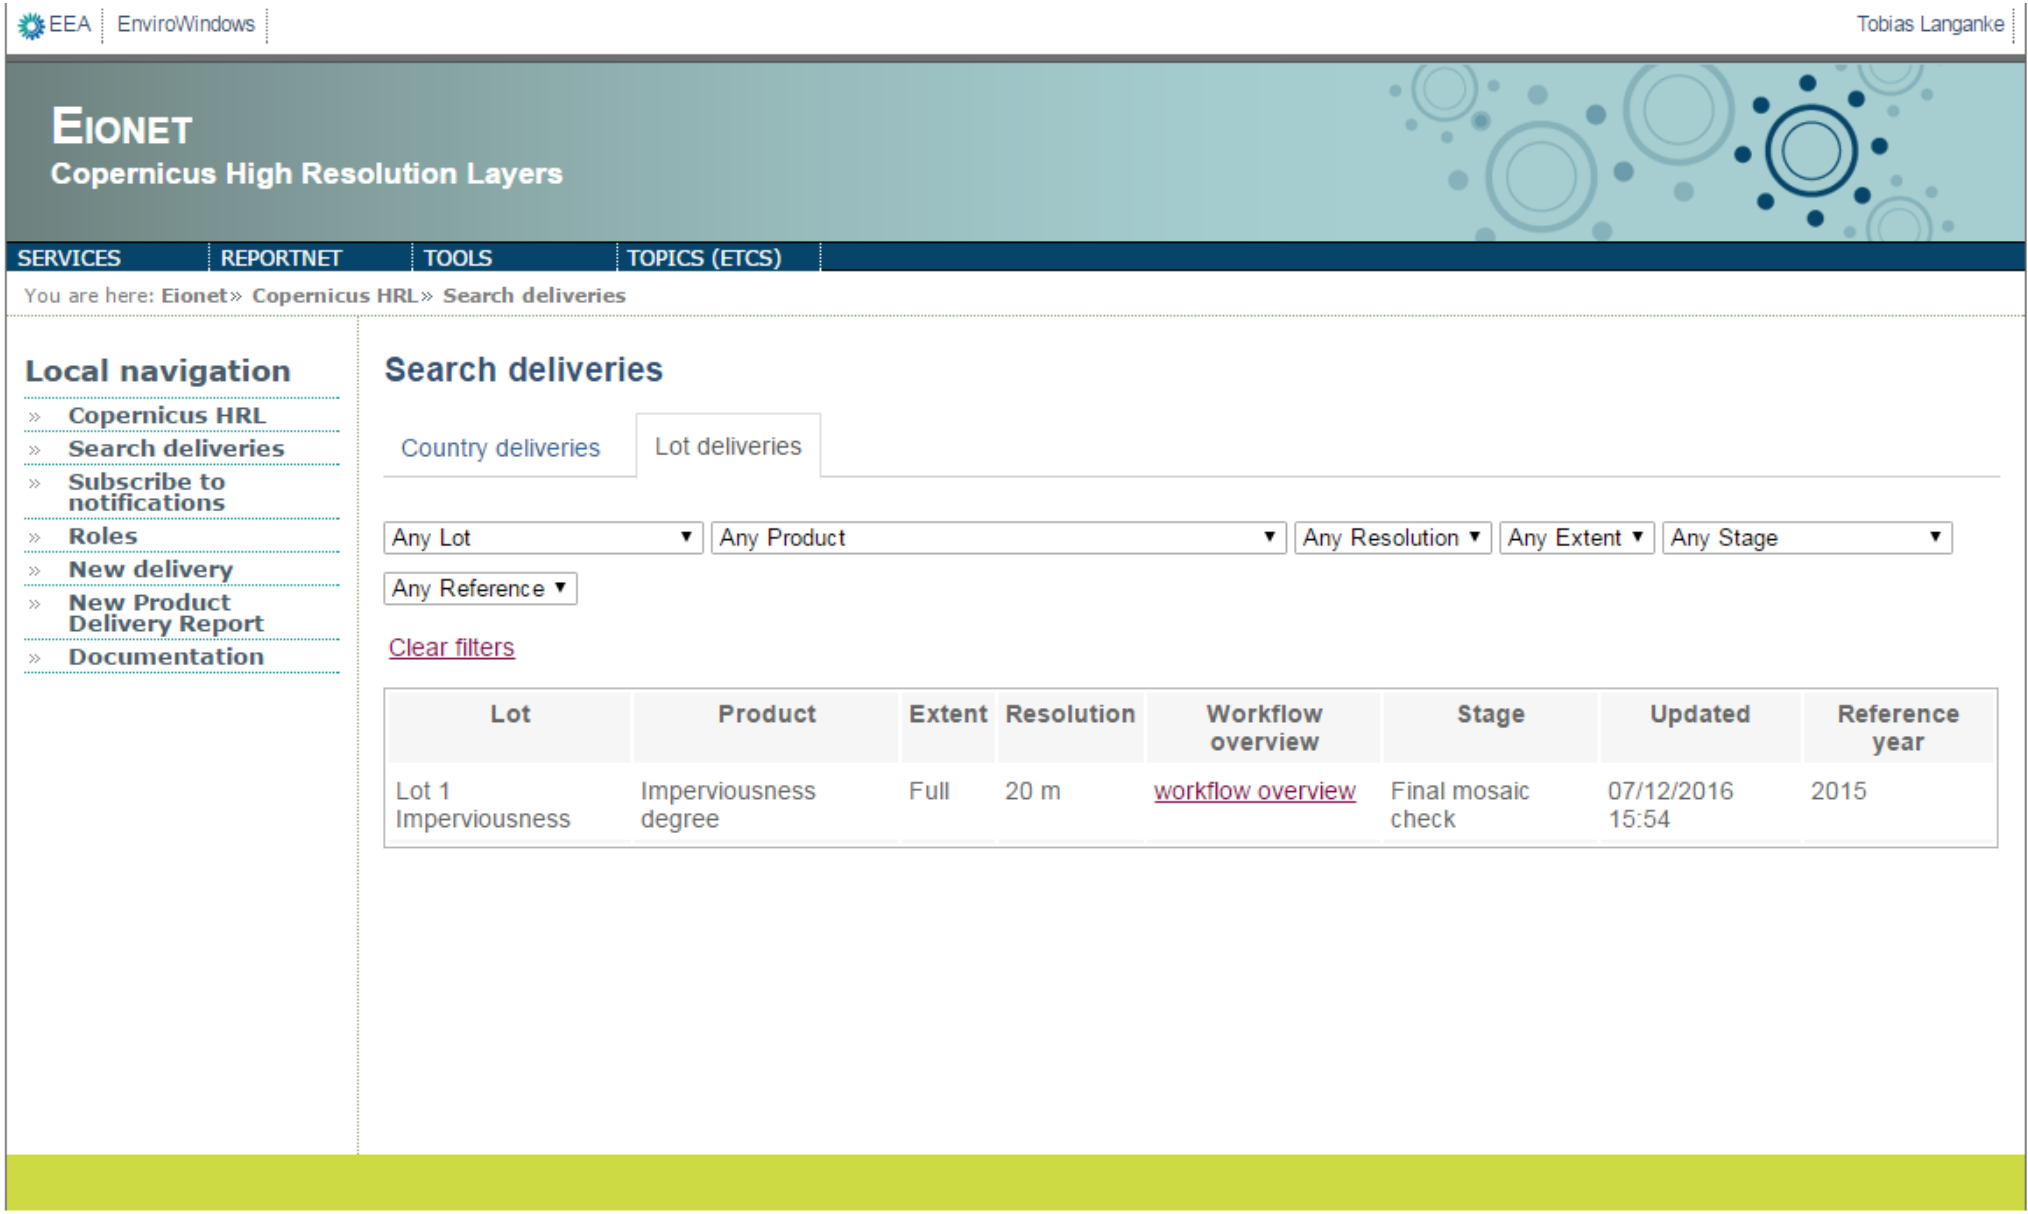 EEA EnviroWindows Tobias Langanke
EIONET
Copernicus High Resolution Layers
SERVICES REPORTNET TOOLS TOPICS (ETCS)
You are here: Eionet» Copernicus HRL» Search deliveries
Local navigation
» Copernicus HRL
» Search deliveries
» Subscribe to
notifications
» Roles
» New delivery
» New Product
Delivery Report
» Documentation
Search deliveries
Country deliveries Lot deliveries
Any Lot ▼ Any Product ▼ Any Resolution ▼ Any Extent ▼ Any Stage ▼
Any Reference ▼
Clear filters
Lot Product Extent Resolution Workflow Stage Updated Reference
overview year
Lot 1 Imperviousness Full 20 m workflow overview Final mosaic 07/12/2016 2015
Imperviousness degree check 15:54